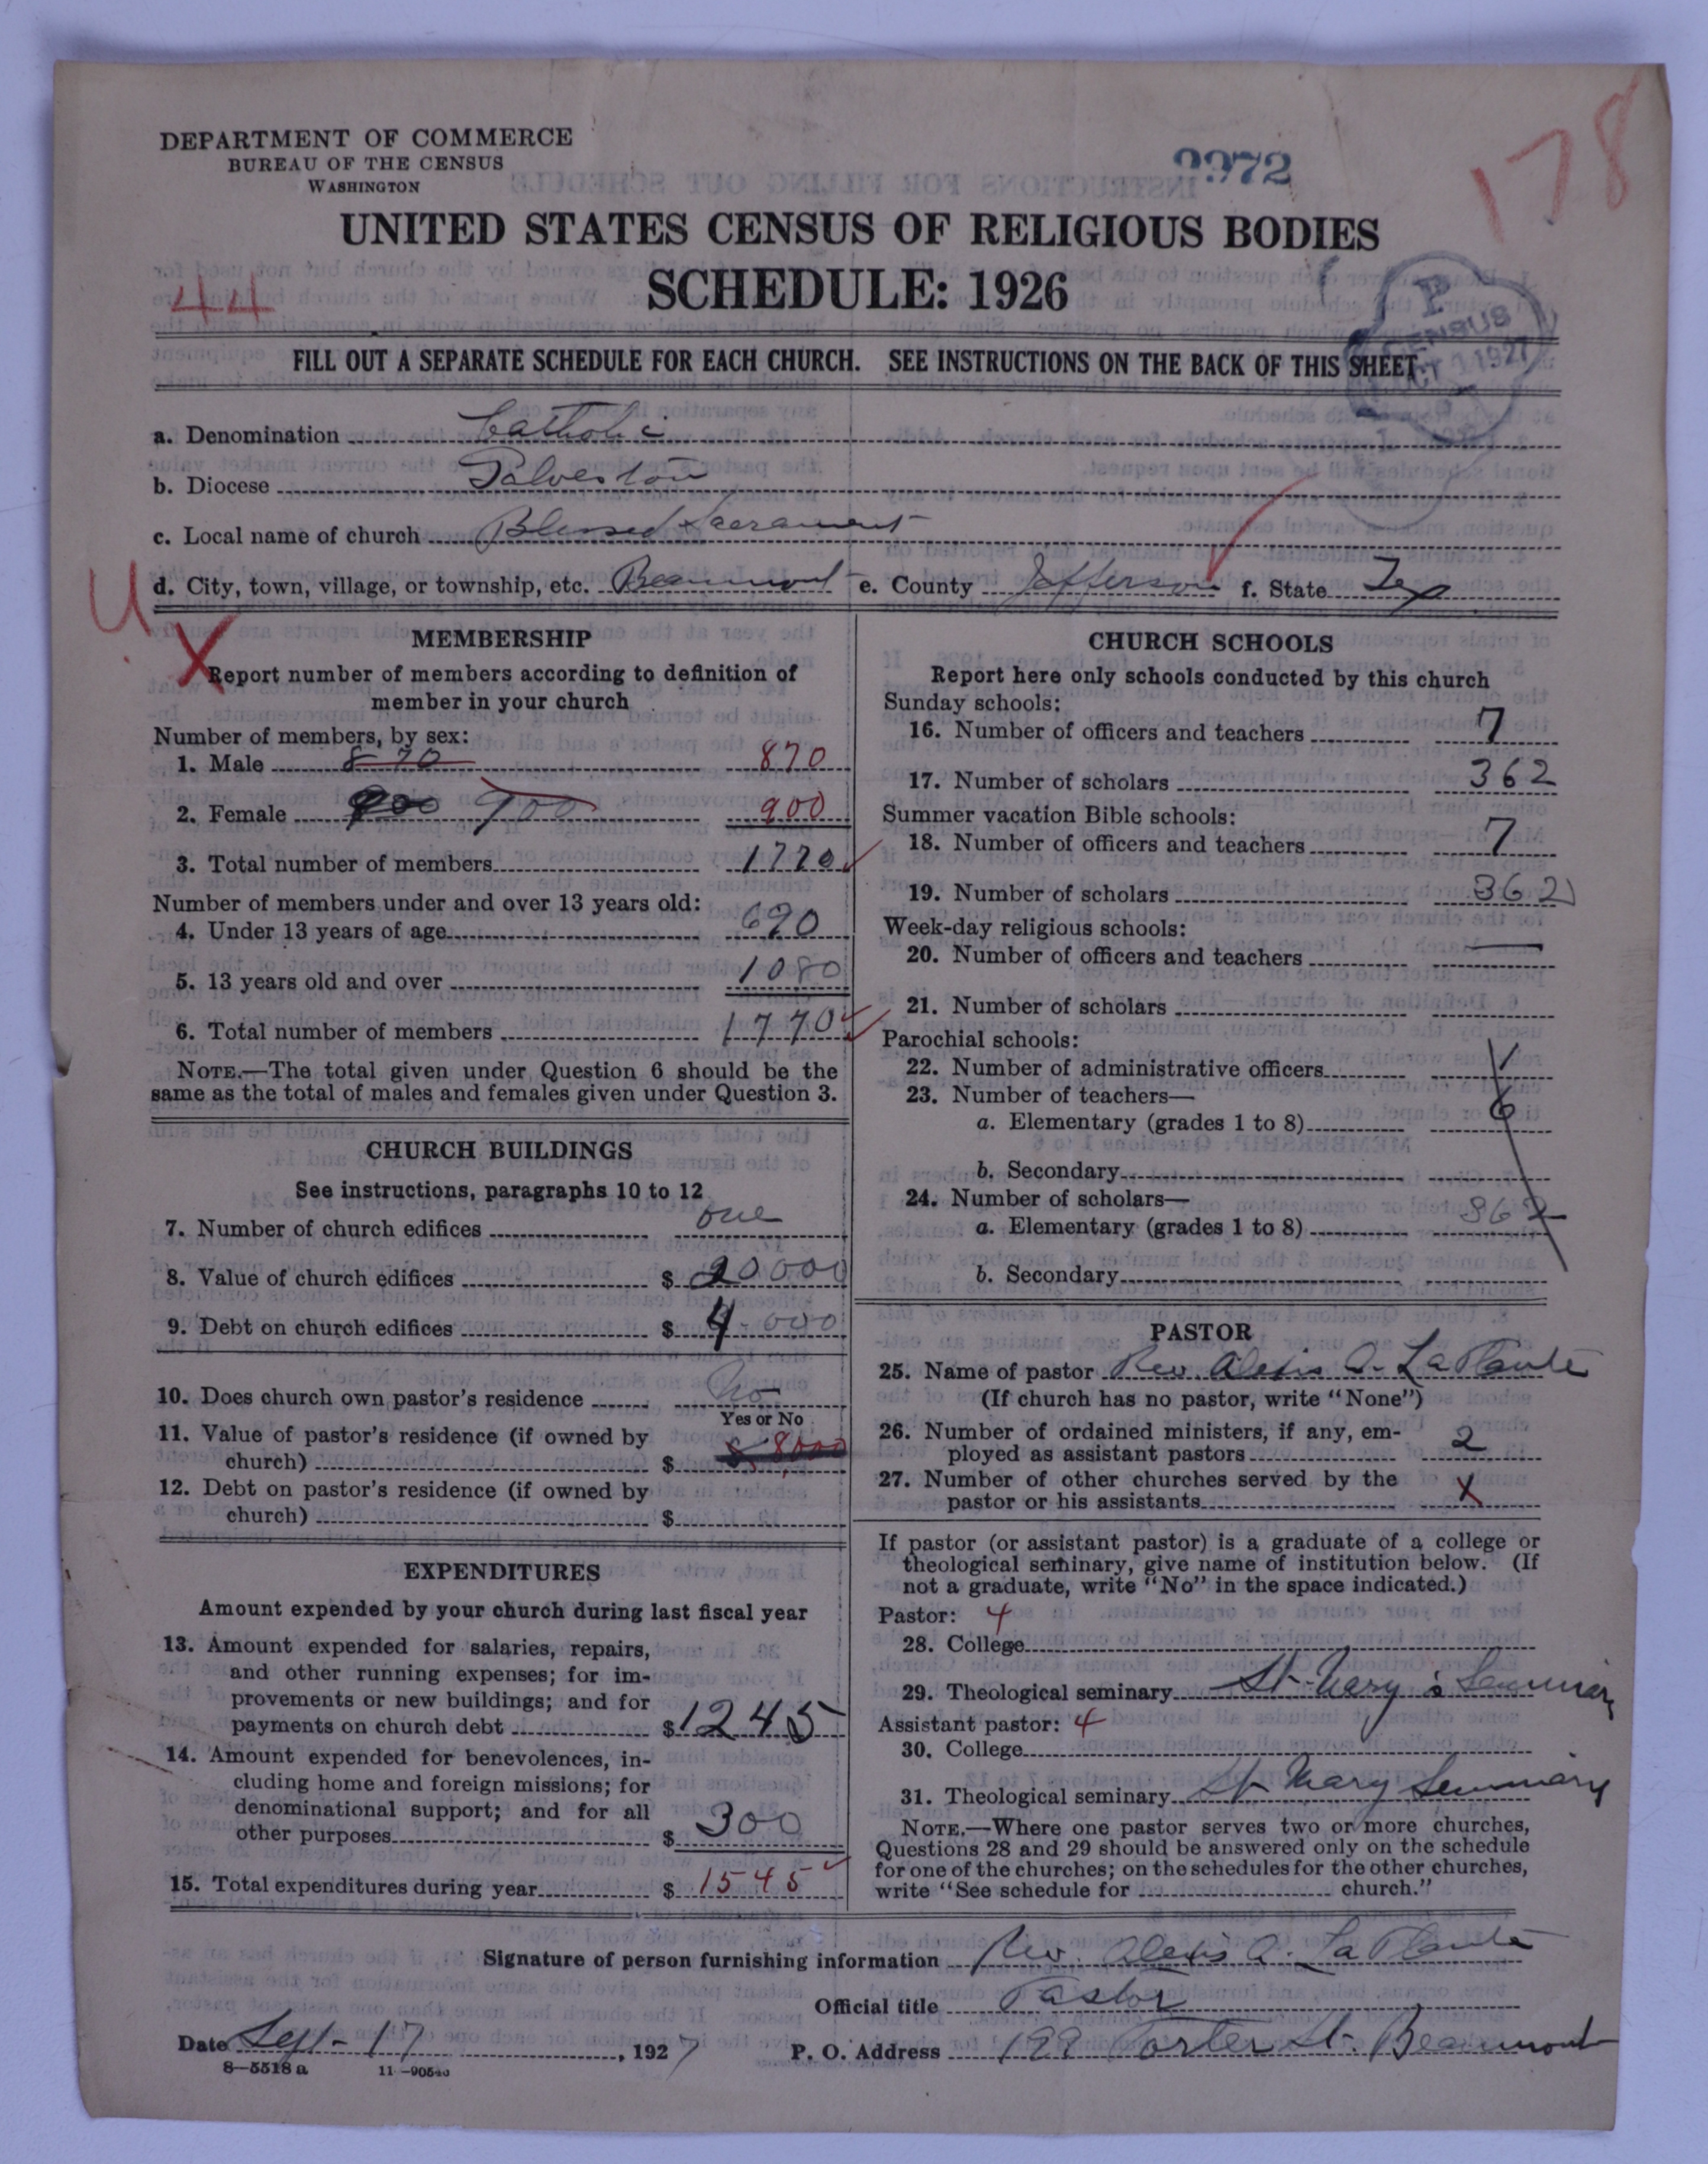 DEPARTMENT OF COMMERCE
BUREAU OF THE CENSUS
WASHINGTON
9972
178
UNITED STATES CENSUS OF RELIGIOUS BODIES
SCHEDULE: 1926
44
P
CENSUS
OCT 1 1927
FILL OUT A SEPARATE SCHEDULE FOR EACH CHURCH. SEE INSTRUCTIONS ON THE BACK OF THIS SHEET
a. Denomination Catholic
b. Diocese Galveston
c. Local name of church Blessed Sacrament
d. City, town, village, or township, etc. Beaumont e. County Jefferson f. State Tex
MEMBERSHIP
Report number of members according to definition of
member in your church
Number of members, by sex:
1. Male 870 870
2. Female 900 900 900
3. Total number of members 1770
Number of members under and over 13 years old:
4. Under 13 years of age 690
5. 13 years old and over 1080
6. Total number of members 1770
NOTE.—The total given under Question 6 should be the
same as the total of males and females given under Question 3.
CHURCH BUILDINGS
See instructions, paragraphs 10 to 12
7. Number of church edifices one
8. Value of church edifices $ 20000
9. Debt on church edifices $ 4000
10. Does church own pastor's residence No
Yes or No
11. Value of pastor's residence (if owned by
church) $ 8,000
12. Debt on pastor's residence (if owned by
church) $
EXPENDITURES
Amount expended by your church during last fiscal year
13. Amount expended for salaries, repairs,
and other running expenses; for im-
provements or new buildings; and for
payments on church debt $ 1245
14. Amount expended for benevolences, in-
cluding home and foreign missions; for
denominational support; and for all
other purposes $ 300
15. Total expenditures during year $ 1545
CHURCH SCHOOLS
Report here only schools conducted by this church
Sunday schools:
16. Number of officers and teachers 7
17. Number of scholars 362
Summer vacation Bible schools:
18. Number of officers and teachers 7
19. Number of scholars 362
Week-day religious schools:
20. Number of officers and teachers —
21. Number of scholars
Parochial schools:
22. Number of administrative officers 1
23. Number of teachers—
a. Elementary (grades 1 to 8) 6
b. Secondary
24. Number of scholars—
a. Elementary (grades 1 to 8) 362
b. Secondary
PASTOR
25. Name of pastor Rev. Alexis A. LaPlante
(If church has no pastor, write "None")
26. Number of ordained ministers, if any, em-
ployed as assistant pastors 2
27. Number of other churches served by the
pastor or his assistants X
If pastor (or assistant pastor) is a graduate of a college or
theological seminary, give name of institution below. (If
not a graduate, write "No" in the space indicated.)
Pastor: 4
28. College
29. Theological seminary St. Mary's Seminary
Assistant pastor: 4
30. College
31. Theological seminary St Mary Seminary
NOTE.—Where one pastor serves two or more churches,
Questions 28 and 29 should be answered only on the schedule
for one of the churches; on the schedules for the other churches,
write "See schedule for church."
Signature of person furnishing information Rev. Alexis A. LaPlante
Official title Pastor
Date Sept- 17, 1927 P. O. Address 199 Porter St. Beaumont
8—5518 a